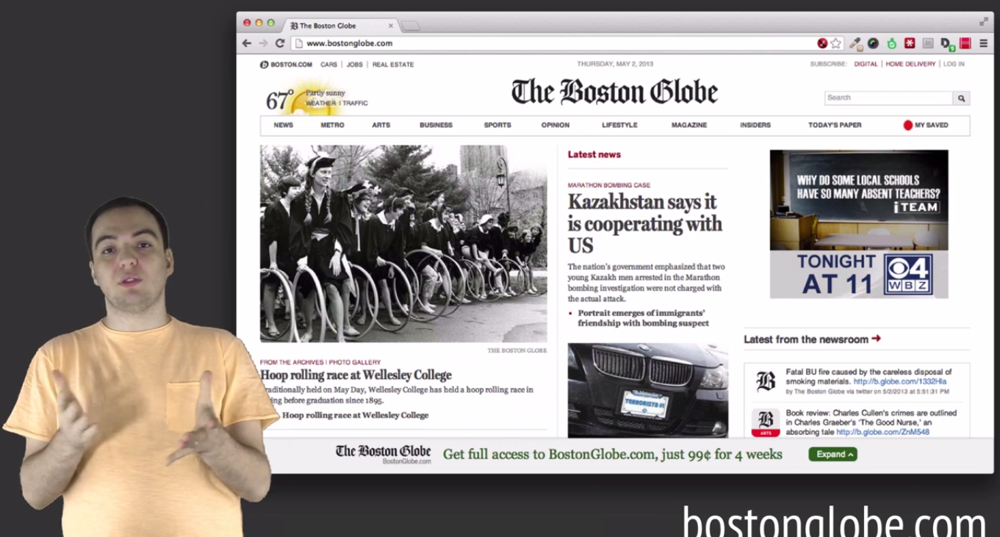 The Boston Globe
www.bostonglobe.com
BOSTON.COM CARS | JOBS | REAL ESTATE
THURSDAY, MAY 2, 2013
SUBSCRIBE: DIGITAL | HOME DELIVERY | LOG IN
67° Partly sunny
WEATHER | TRAFFIC
The Boston Globe
Search
NEWS METRO ARTS BUSINESS SPORTS OPINION LIFESTYLE MAGAZINE INSIDERS TODAY'S PAPER MY SAVED
THE BOSTON GLOBE
FROM THE ARCHIVES | PHOTO GALLERY
Hoop rolling race at Wellesley College
raditionally held on May Day, Wellesley College has held a hoop rolling race in
ing before graduation since 1895.
Hoop rolling race at Wellesley College
Latest news
MARATHON BOMBING CASE
Kazakhstan says it
is cooperating with
US
The nation's government emphasized that two
young Kazakh men arrested in the Marathon
bombing investigation were not charged with
the actual attack.
• Portrait emerges of immigrants'
friendship with bombing suspect
TERRORISTA #1
WHY DO SOME LOCAL SCHOOLS
HAVE SO MANY ABSENT TEACHERS?
iTEAM
TONIGHT
AT 11
4
WBZ
Latest from the newsroom →
B
Fatal BU fire caused by the careless disposal of
smoking materials. http://b.globe.com/1332Hla
by The Boston Globe via twitter on 5/2/2013 at 5:51:31 PM
B
ARTS
Book review: Charles Cullen's crimes are outlined
in Charles Graeber's 'The Good Nurse,' an
absorbing tale http://b.globe.com/ZnM548
The Boston Globe
BostonGlobe.com
Get full access to BostonGlobe.com, just 99¢ for 4 weeks
Expand
bostonglobe.com